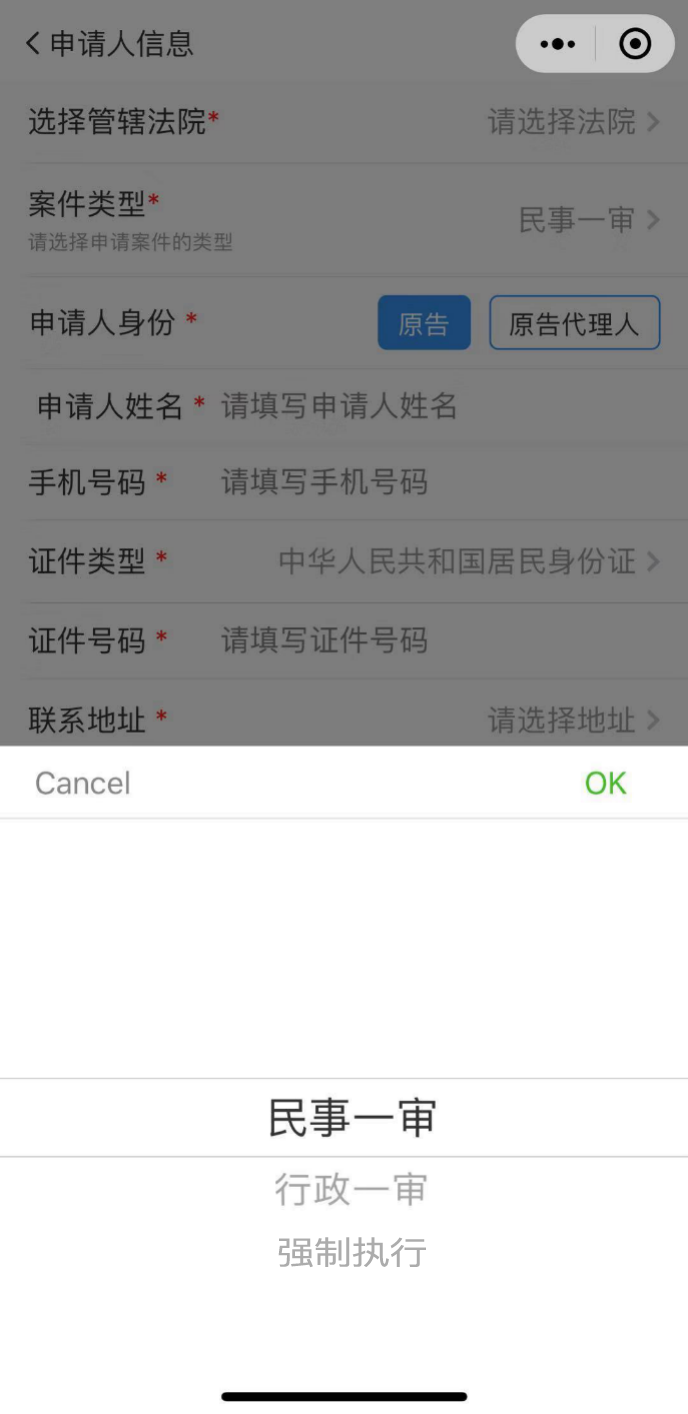 申请人信息
选择管辖法院* 请选择法院
案件类型* 民事一审
请选择申请案件的类型
申请人身份 * 原告 原告代理人
申请人姓名 * 请填写申请人姓名
手机号码 * 请填写手机号码
证件类型 * 中华人民共和国居民身份证
证件号码 * 请填写证件号码
联系地址 * 请选择地址
Cancel OK
民事一审
行政一审
强制执行